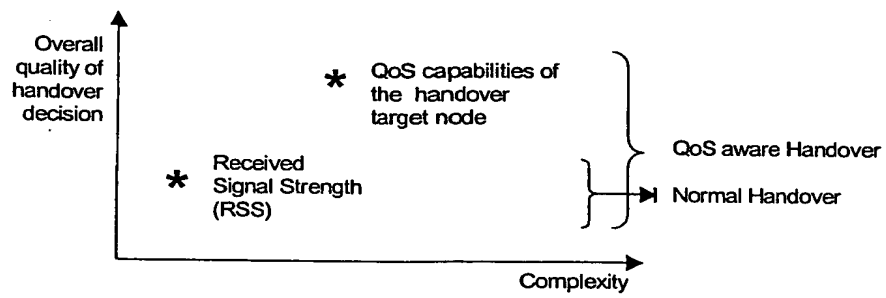 Overall
quality of
handover
decision
*
QoS capabilities of
the handover
target node
*
Received
Signal Strength
(RSS)
QoS aware Handover
Normal Handover
Complexity